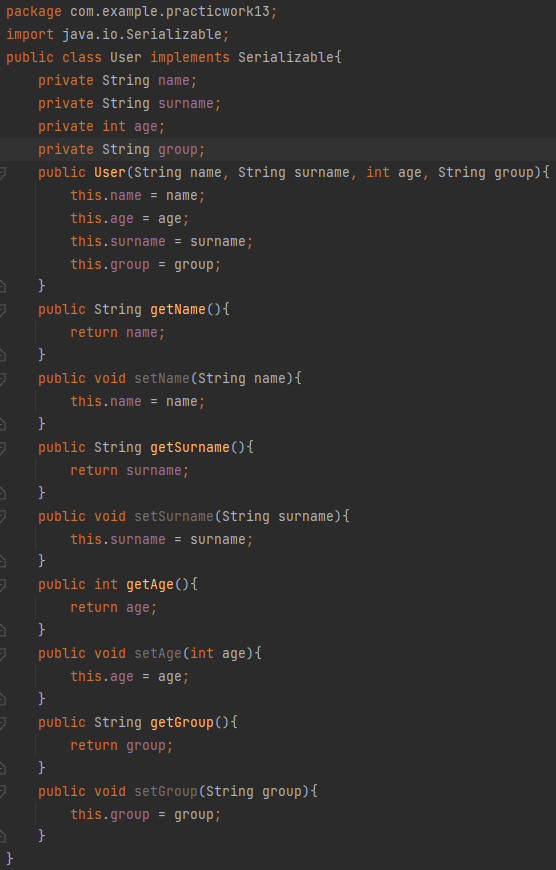 package com.example.practicwork13;
import java.io.Serializable;
public class User implements Serializable{
    private String name;
    private String surname;
    private int age;
    private String group;
    public User(String name, String surname, int age, String group){
        this.name = name;
        this.age = age;
        this.surname = surname;
        this.group = group;
    }
    public String getName(){
        return name;
    }
    public void setName(String name){
        this.name = name;
    }
    public String getSurname(){
        return surname;
    }
    public void setSurname(String surname){
        this.surname = surname;
    }
    public int getAge(){
        return age;
    }
    public void setAge(int age){
        this.age = age;
    }
    public String getGroup(){
        return group;
    }
    public void setGroup(String group){
        this.group = group;
    }
}